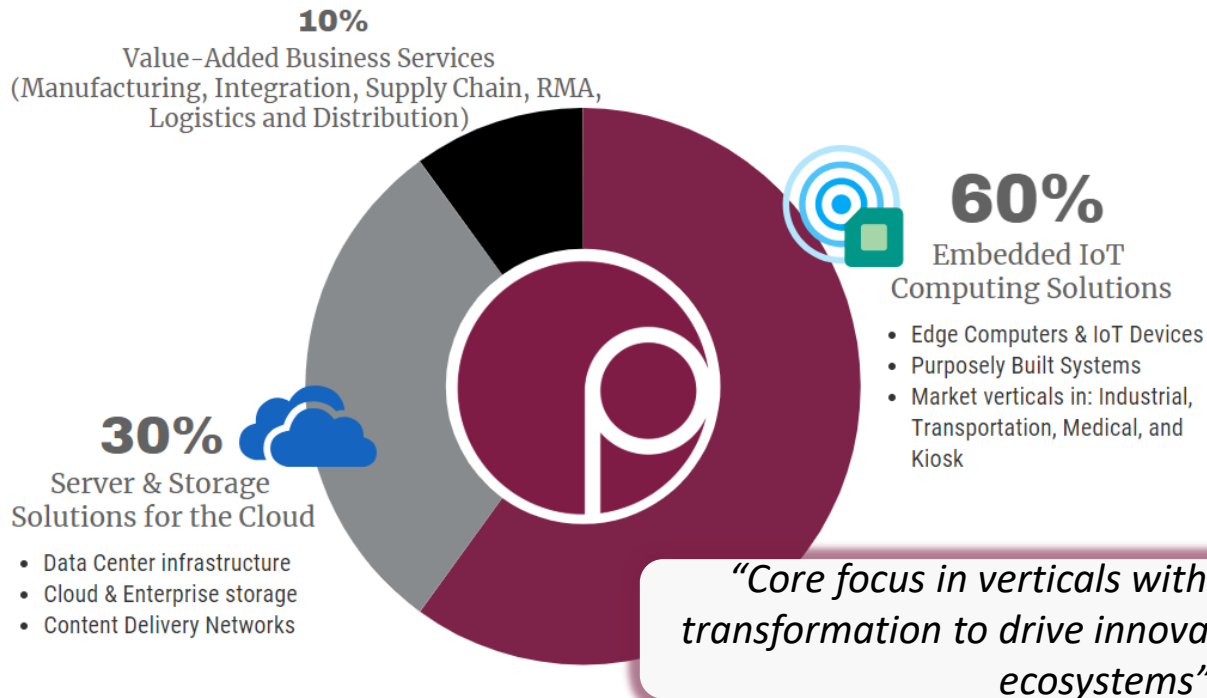 10%
Value-Added Business Services
(Manufacturing, Integration, Supply Chain, RMA,
Logistics and Distribution)
60%
Embedded IoT
Computing Solutions
• Edge Computers & IoT Devices
• Purposely Built Systems
• Market verticals in: Industrial,
Transportation, Medical, and
Kiosk
30%
Server & Storage
Solutions for the Cloud
• Data Center infrastructure
• Cloud & Enterprise storage
• Content Delivery Networks
“Core focus in verticals with
transformation to drive
ecosystems”